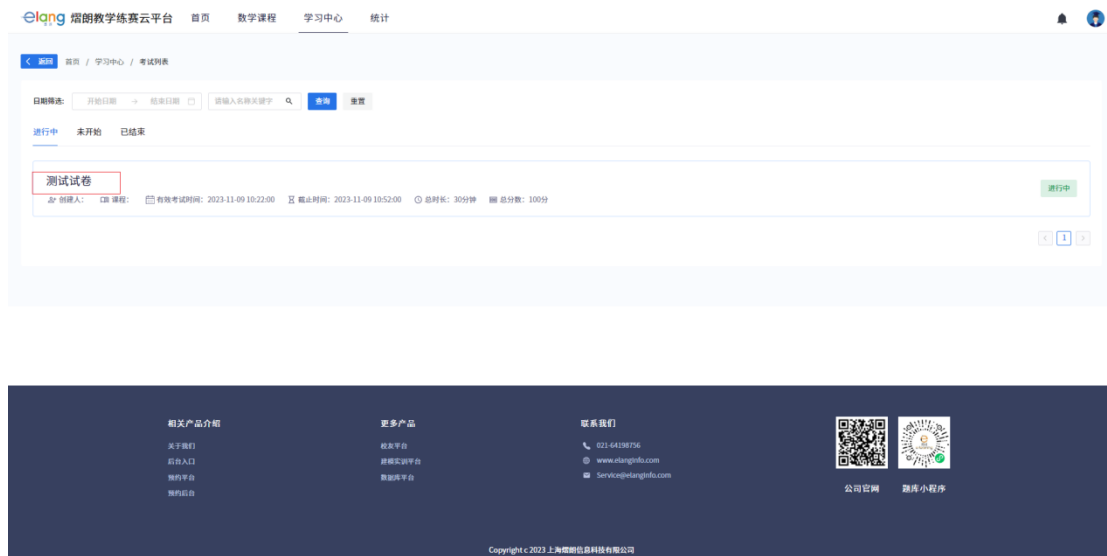 elang 熠朗教学练赛云平台 首页 数学课程 学习中心 统计
< 返回 首页 / 学习中心 / 考试列表
日期筛选: 开始日期 → 结束日期 请输入名称关键字 查询 重置
进行中 未开始 已结束
测试试卷
创建人: 课程: 有效考试时间: 2023-11-09 10:22:00 截止时间: 2023-11-09 10:52:00 总时长: 30分钟 总分数: 100分
进行中
< 1 >
相关产品介绍
关于我们
后台入口
预约平台
预约后台
更多产品
校友平台
建模实训平台
数据库平台
联系我们
021-64198756
www.elanginfo.com
Service@elanginfo.com
公司官网 题库小程序
Copyright c 2023 上海熠朗信息科技有限公司